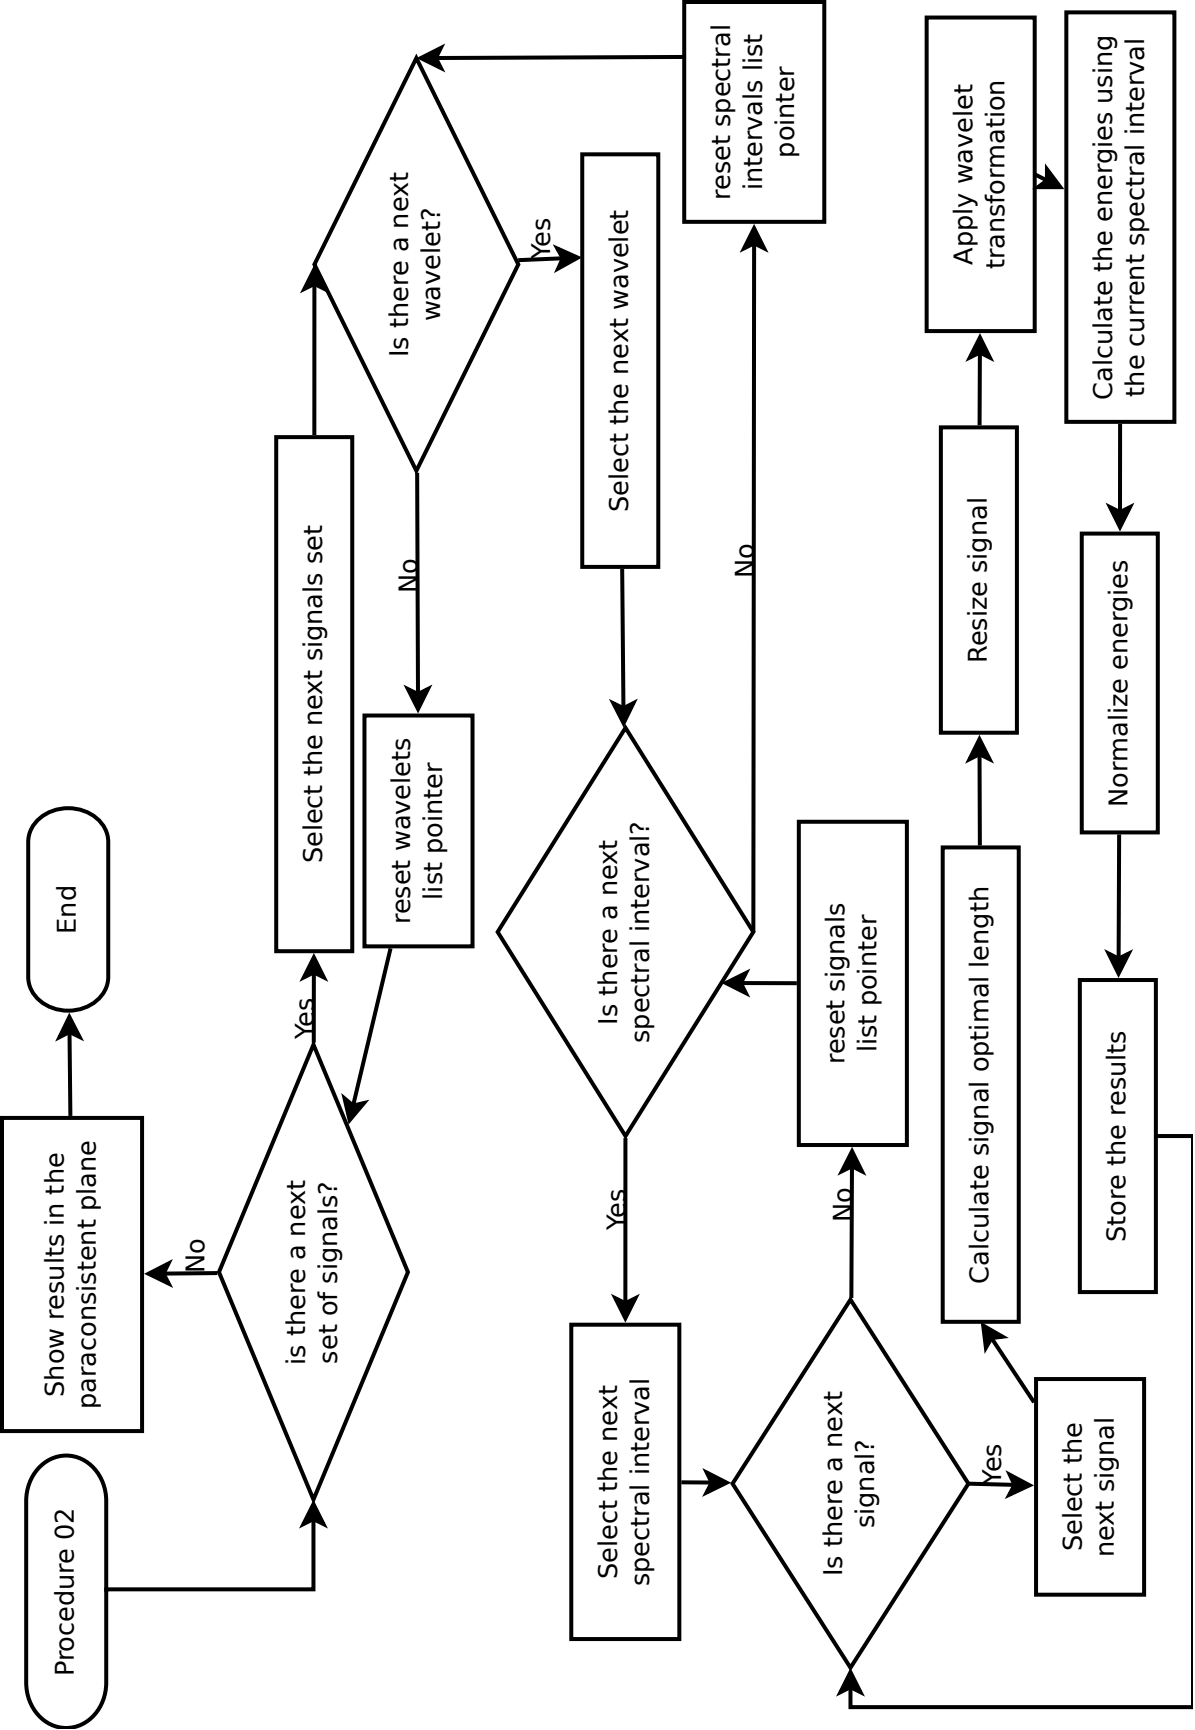 Procedure 02
Show results in the
paraconsistent plane
End
No
is there a next
set of signals?
Yes
Select the next signals set
Is there a next
wavelet?
No
reset wavelets
list pointer
Yes
Select the next wavelet
Is there a next
spectral interval?
No
reset spectral
intervals list
pointer
Yes
Select the next
spectral interval
Is there a next
signal?
No
reset signals
list pointer
Yes
Select the
next signal
Calculate signal optimal length
Resize signal
Apply wavelet
transformation
Calculate the energies using
the current spectral interval
Normalize energies
Store the results